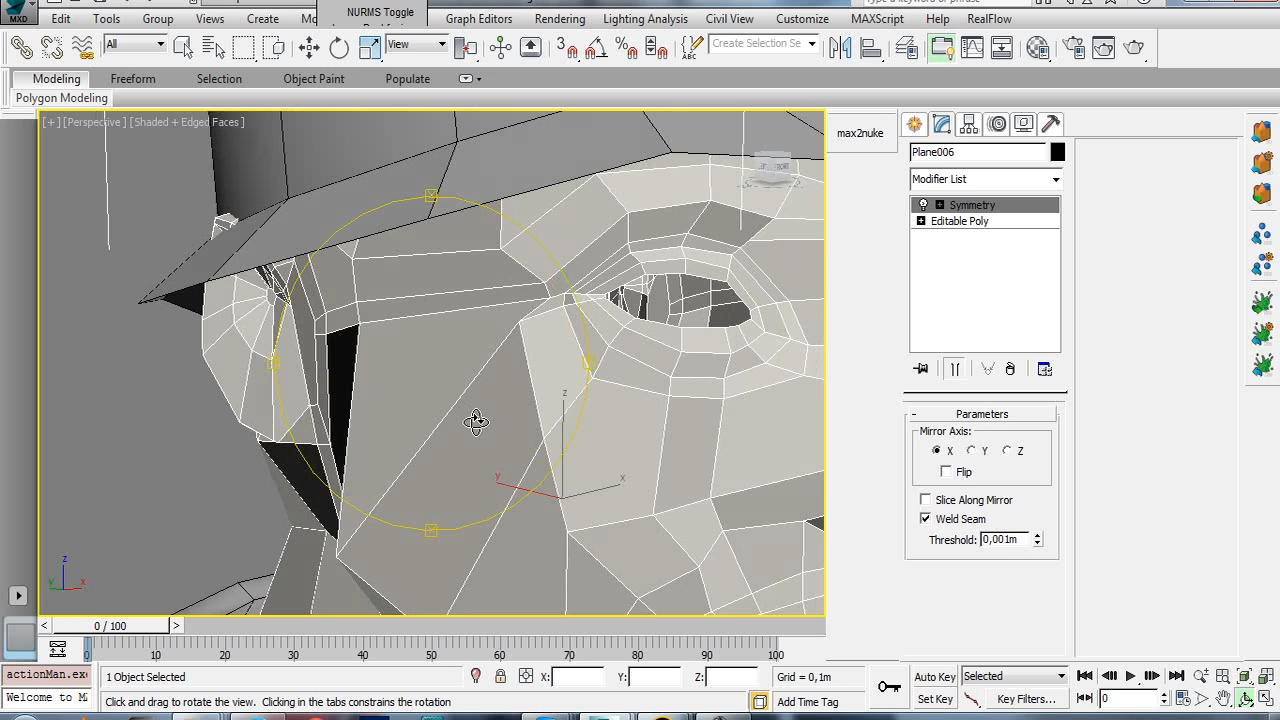 NURMS Toggle
MXD
Edit Tools Group Views Create Graph Editors Rendering Lighting Analysis Civil View Customize MAXScript Help RealFlow
All View Create Selection Se
ABC
Modeling Freeform Selection Object Paint Populate
Polygon Modeling
[+] [Perspective] [Shaded + Edged Faces]
max2nuke
Plane006
Modifier List
Symmetry
Editable Poly
FRONT
z
y x
Parameters
Mirror Axis:
X Y Z
Flip
Slice Along Mirror
Weld Seam
Threshold: 0,001m
z
y x
< 0 / 100 >
0 10 20 30 40 50 60 70 80 90 100
actionMan.ex 1 Object Selected X: Y: Z: Grid = 0,1m Auto Key Selected
Welcome to M Click and drag to rotate the view. Clicking in the tabs constrains the rotation Add Time Tag Set Key Key Filters... 0